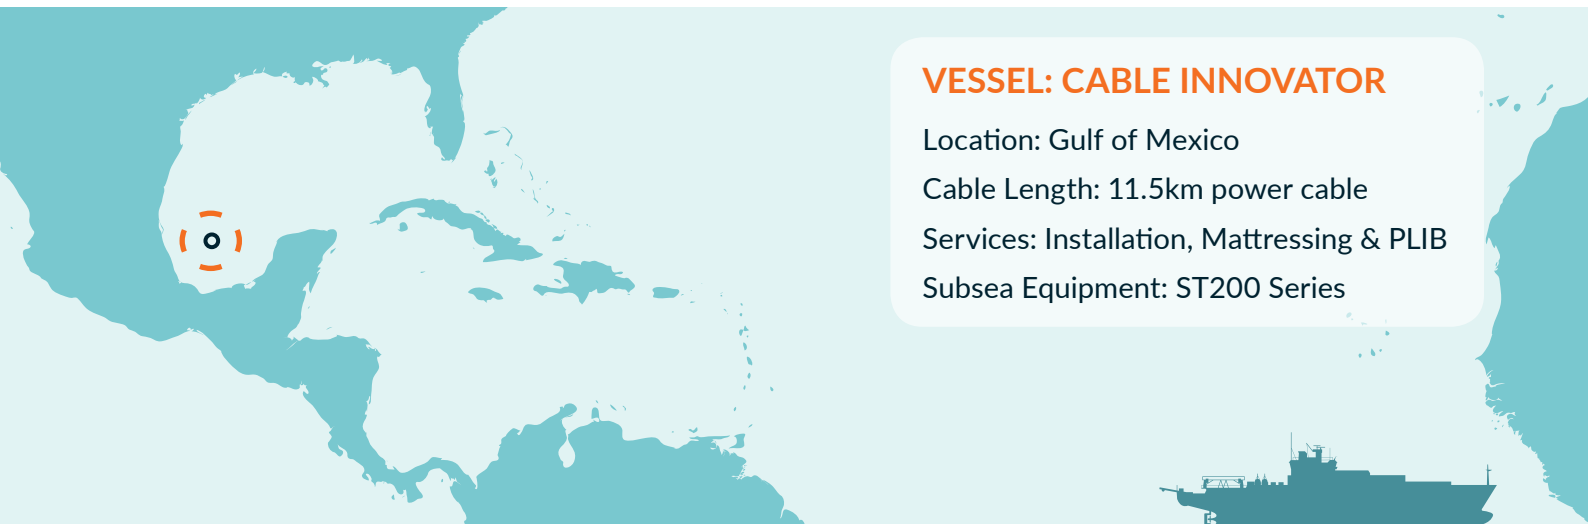 VESSEL: CABLE INNOVATOR
Location: Gulf of Mexico
Cable Length: 11.5km power cable
Services: Installation, Mattressing & PLIB
Subsea Equipment: ST200 Series